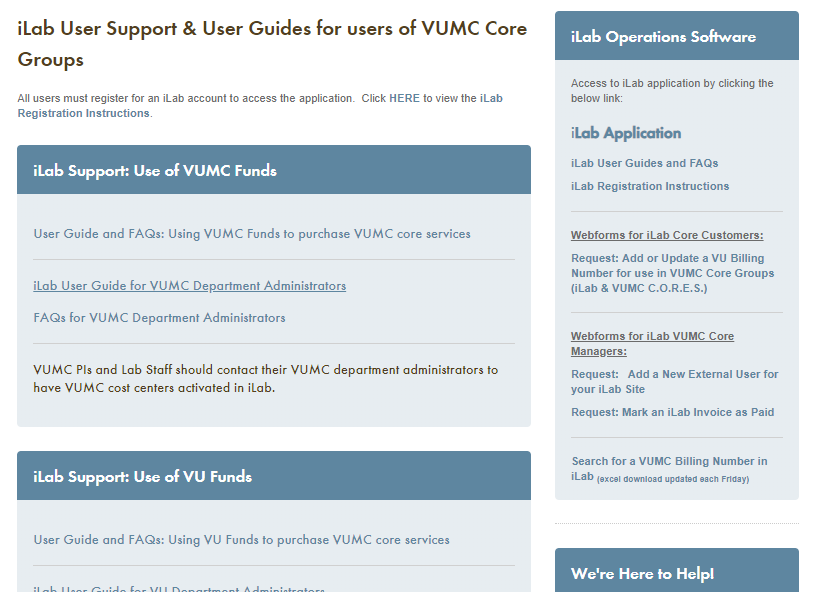 iLab User Support & User Guides for users of VUMC Core
Groups
All users must register for an iLab account to access the application.  Click HERE to view the iLab
Registration Instructions.
iLab Support: Use of VUMC Funds
User Guide and FAQs: Using VUMC Funds to purchase VUMC core services
iLab User Guide for VUMC Department Administrators
FAQs for VUMC Department Administrators
VUMC PIs and Lab Staff should contact their VUMC department administrators to
have VUMC cost centers activated in iLab.
iLab Support: Use of VU Funds
User Guide and FAQs: Using VU Funds to purchase VUMC core services
iLab User Guide for VU Department Administrators
iLab Operations Software
Access to iLab application by clicking the
below link:
iLab Application
iLab User Guides and FAQs
iLab Registration Instructions
Webforms for iLab Core Customers:
Request: Add or Update a VU Billing
Number for use in VUMC Core Groups
(iLab & VUMC C.O.R.E.S.)
Webforms for iLab VUMC Core
Managers:
Request:   Add a New External User for
your iLab Site
Request: Mark an iLab Invoice as Paid
Search for a VUMC Billing Number in
iLab (excel download updated each Friday)
We're Here to Help!